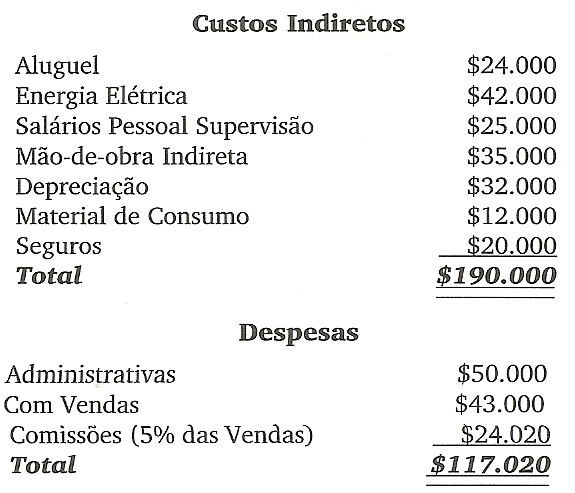 Custos Indiretos
Aluguel $24.000
Energia Elétrica $42.000
Salários Pessoal Supervisão $25.000
Mão-de-obra Indireta $35.000
Depreciação $32.000
Material de Consumo $12.000
Seguros $20.000
Total $190.000
Despesas
Administrativas $50.000
Com Vendas $43.000
Comissões (5% das Vendas) $24.020
Total $117.020